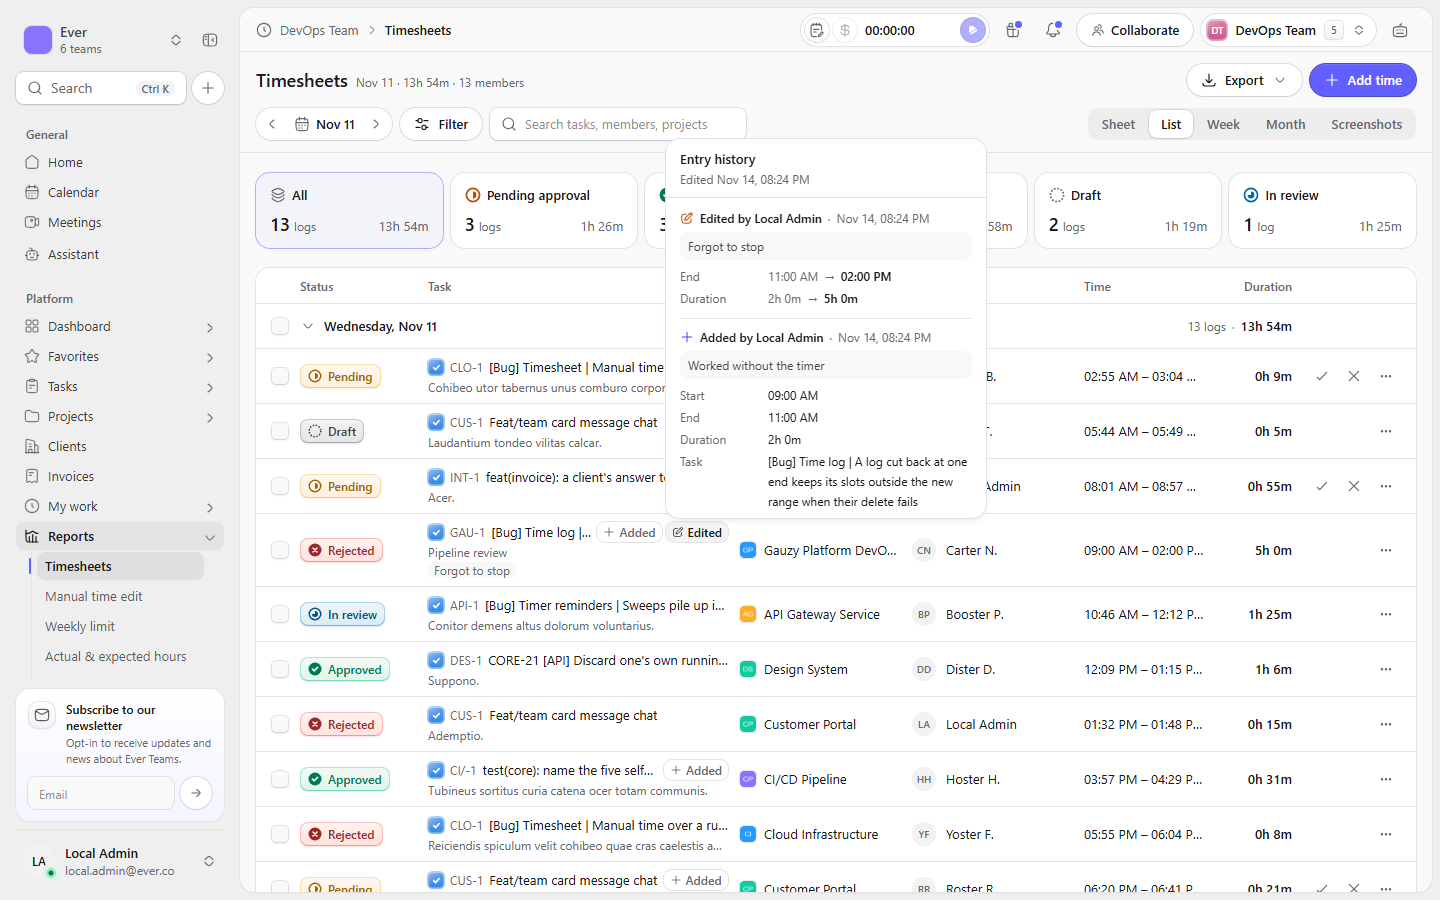 Ever
6 teams
Search
Ctrl K
General
Home
Calendar
Meetings
Assistant
Platform
Dashboard
Favorites
Tasks
Projects
Clients
Invoices
My work
Reports
Timesheets
Manual time edit
Weekly limit
Actual & expected hours
Subscribe to our newsletter
Opt-in to receive updates and news about Ever Teams.
Email
LA
Local Admin
local.admin@ever.co
DevOps Team
Timesheets
00:00:00
Collaborate
DT
DevOps Team
5
Timesheets
Nov 11 · 13h 54m · 13 members
Export
Add time
Nov 11
Filter
Search tasks, members, projects
Sheet
List
Week
Month
Screenshots
All
13 logs
13h 54m
Pending approval
3 logs
1h 26m
58m
Draft
2 logs
1h 19m
In review
1 log
1h 25m
Entry history
Edited Nov 14, 08:24 PM
Edited by Local Admin · Nov 14, 08:24 PM
Forgot to stop
End 11:00 AM → 02:00 PM
Duration 2h 0m → 5h 0m
Added by Local Admin · Nov 14, 08:24 PM
Worked without the timer
Start 09:00 AM
End 11:00 AM
Duration 2h 0m
Task [Bug] Time log | A log cut back at one
end keeps its slots outside the new
range when their delete fails
Status Task Time Duration
Wednesday, Nov 11
13 logs · 13h 54m
Pending
CLO-1 [Bug] Timesheet | Manual time
Cohibeo utor tabernus unus comburo corpor
B.
02:55 AM – 03:04 ...
0h 9m
Draft
CUS-1 Feat/team card message chat
Laudantium tondeo vilitas calcar.
05:44 AM – 05:49 ...
0h 5m
Pending
INT-1 feat(invoice): a client's answer t
Acer.
Admin
08:01 AM – 08:57 ...
0h 55m
Rejected
GAU-1 [Bug] Time log |...
Added
Edited
Pipeline review
Forgot to stop
GP
Gauzy Platform DevO...
CN
Carter N.
09:00 AM – 02:00 P...
5h 0m
In review
API-1 [Bug] Timer reminders | Sweeps pile up i...
Conitor demens altus dolorum voluntarius.
AG
API Gateway Service
BP
Booster P.
10:46 AM – 12:12 P...
1h 25m
Approved
DES-1 CORE-21 [API] Discard one's own runnin...
Suppono.
DS
Design System
DD
Dister D.
12:09 PM – 01:15 P...
1h 6m
Rejected
CUS-1 Feat/team card message chat
Ademptio.
CP
Customer Portal
LA
Local Admin
01:32 PM – 01:48 P...
0h 15m
Approved
CI/-1 test(core): name the five self...
Added
Tubineus sortitus curia catena ocer totam communis.
CP
CI/CD Pipeline
HH
Hoster H.
03:57 PM – 04:29 P...
0h 31m
Rejected
CLO-1 [Bug] Timesheet | Manual time over a ru...
Reiciendis spiculum velit cohibeo quae cras caelestis a...
CI
Cloud Infrastructure
YF
Yoster F.
05:55 PM – 06:04 P...
0h 8m
Pending
CUS-1 Feat/team card message chat
Added
CP
Customer Portal
RR
Roster R.
06:20 PM – 06:41 P...
0h 21m